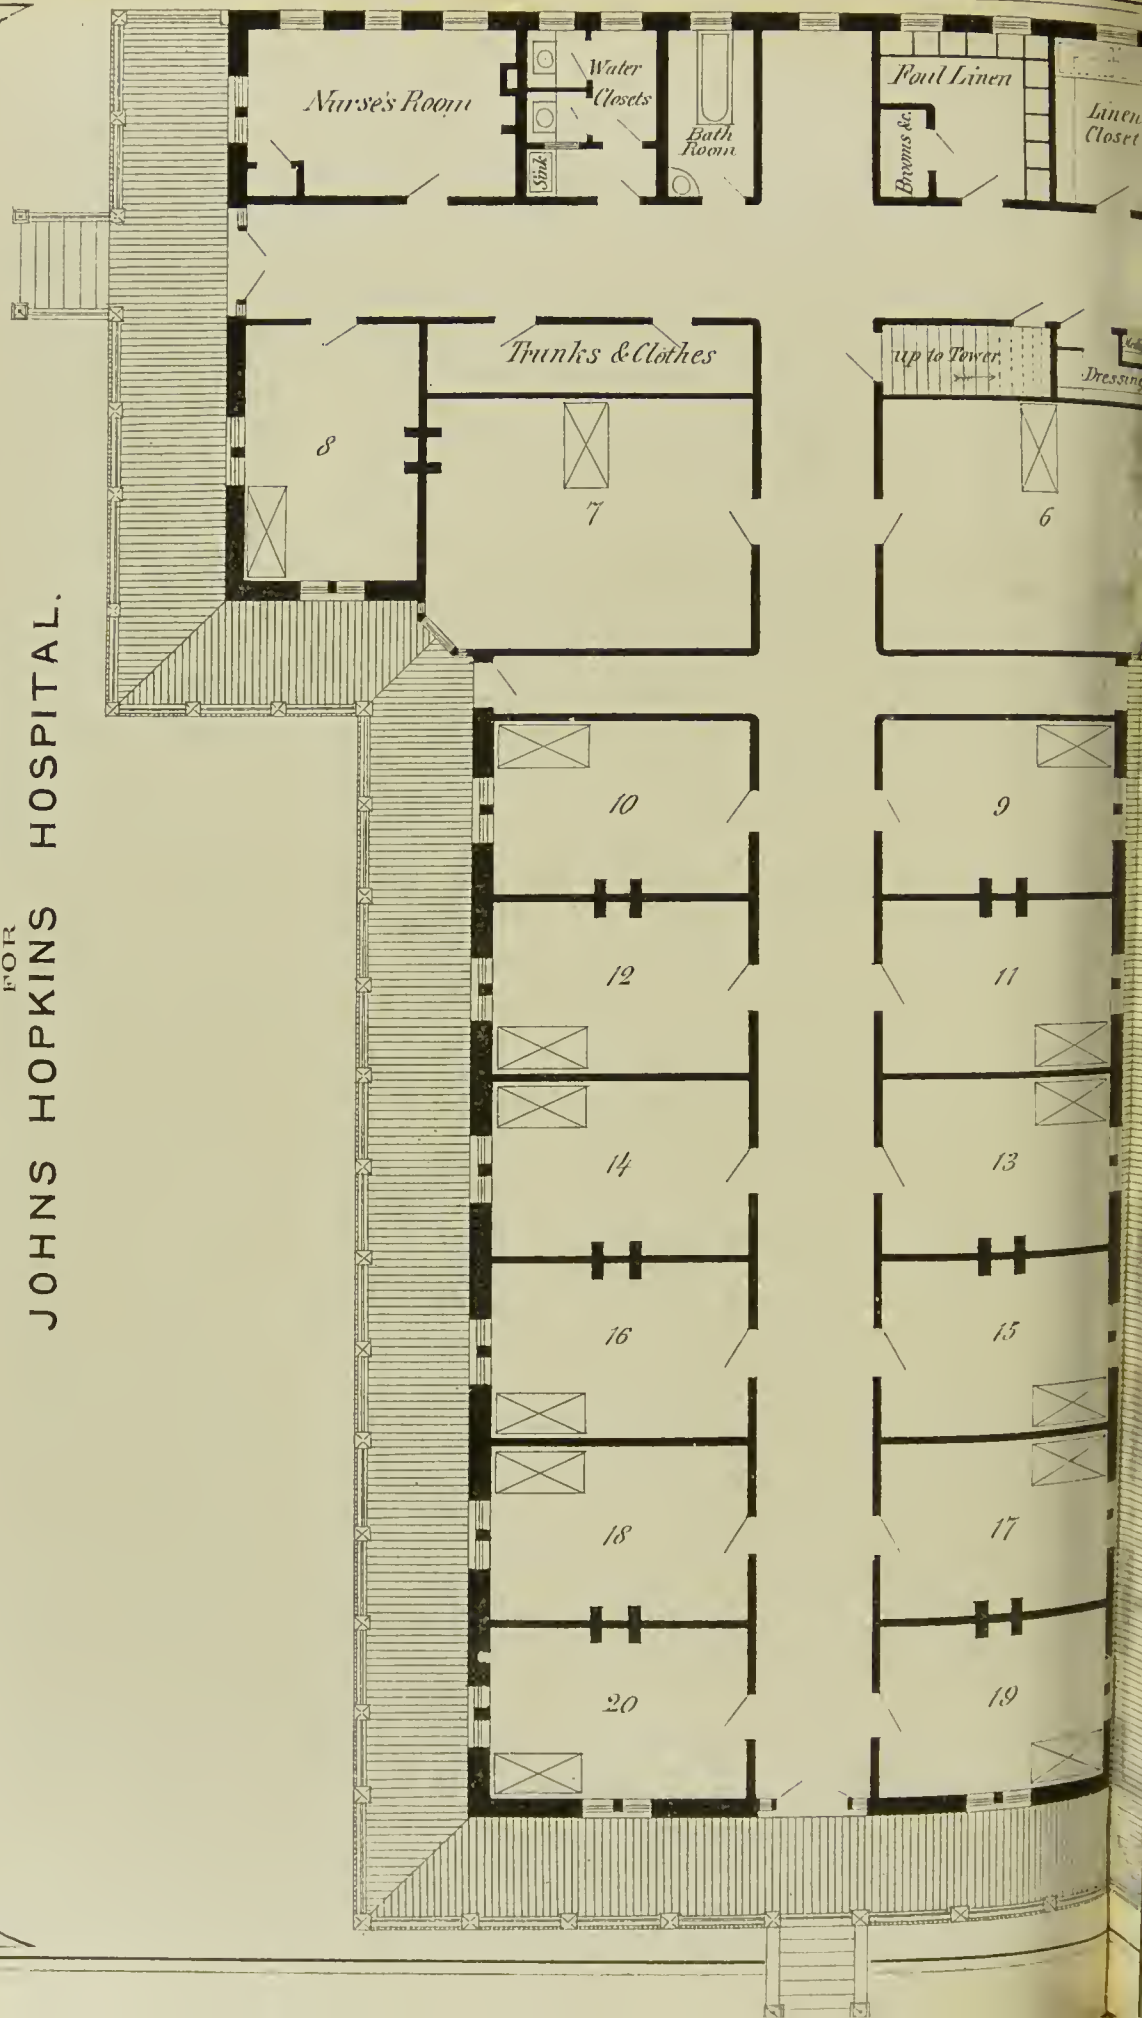 FOR
JOHNS HOPKINS HOSPITAL.
Nurse's Room
Water
Closets
Sink
Bath
Room
Foul Linen
Brooms &c.
Linen
Closet
Trunks & Clothes
up to Tower
Dressing
8
7
6
10
9
12
11
14
13
16
15
18
17
20
19